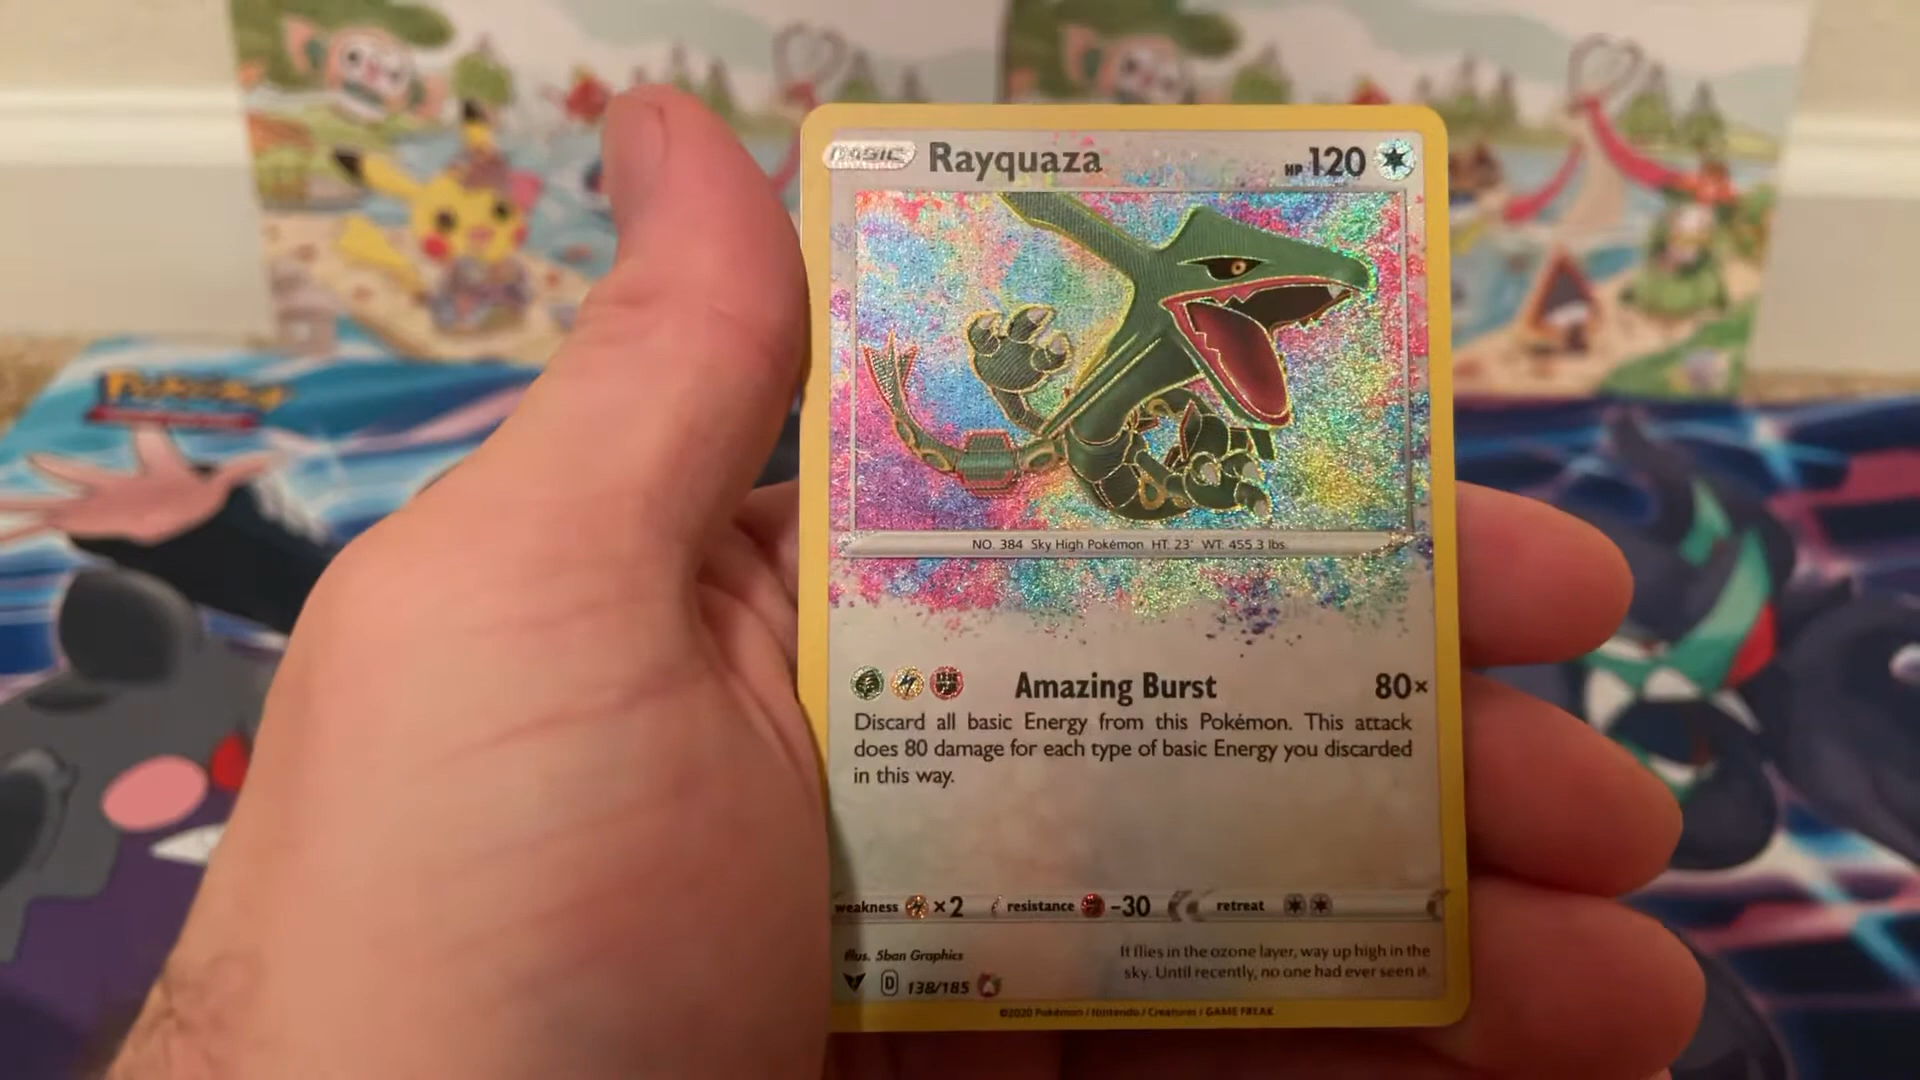 Pokémon
BASIC Rayquaza HP 120
NO. 384 Sky High Pokémon HT: 23' WT: 455.3 lbs.
Amazing Burst 80×
Discard all basic Energy from this Pokémon. This attack
does 80 damage for each type of basic Energy you discarded
in this way.
weakness ×2 resistance -30 retreat
Illus. 5ban Graphics
It flies in the ozone layer, way up high in the
sky. Until recently, no one had ever seen it.
D 138/185
©2020 Pokémon / Nintendo / Creatures / GAME FREAK